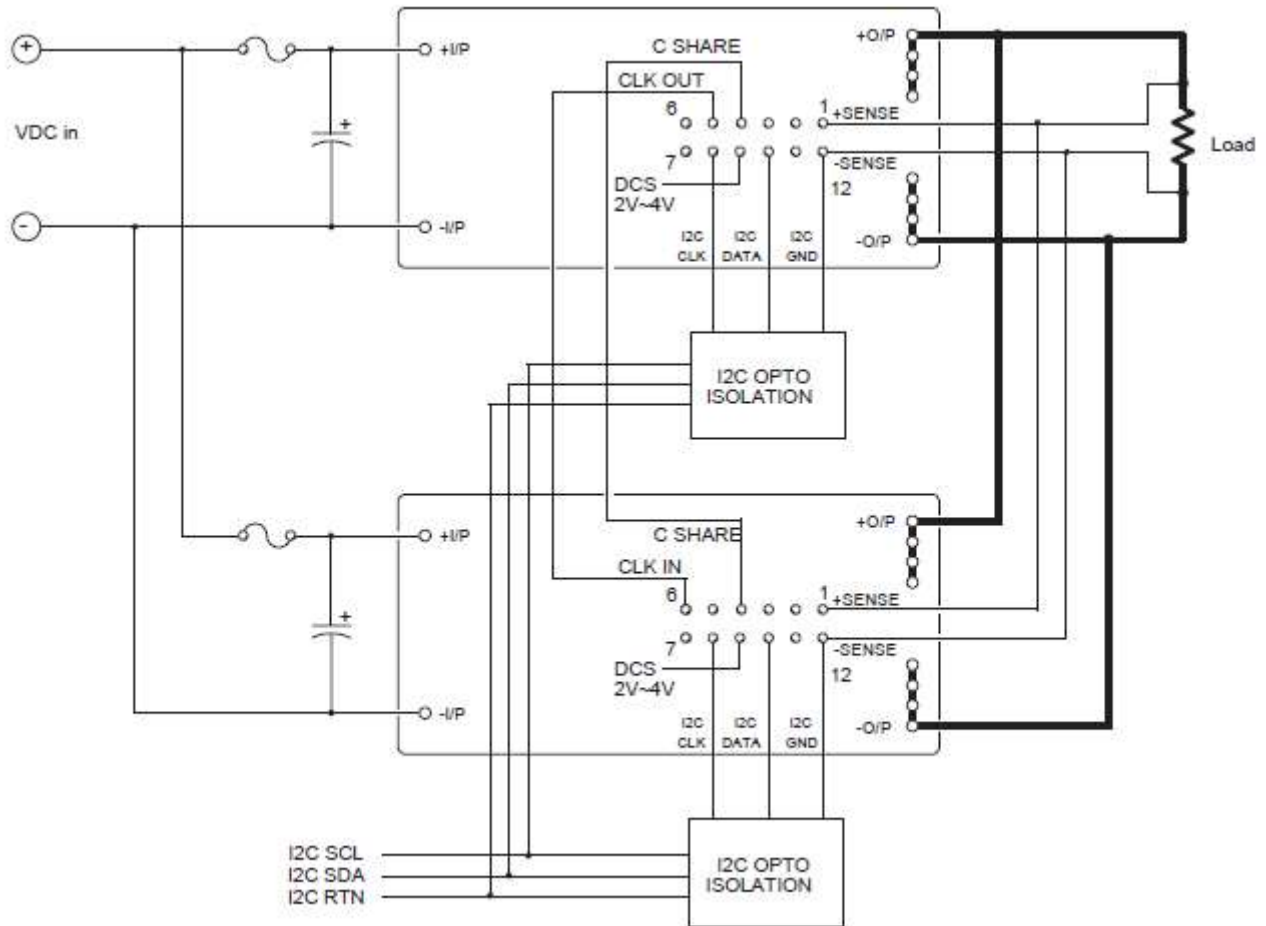 +
VDC in
-
+
+I/P
-I/P
C SHARE
CLK OUT
6
1
+SENSE
7
-SENSE
12
DCS
2V~4V
I2C
CLK
I2C
DATA
I2C
GND
+O/P
-O/P
Load
I2C OPTO
ISOLATION
+
+I/P
-I/P
C SHARE
CLK IN
6
1
+SENSE
7
-SENSE
12
DCS
2V~4V
I2C
CLK
I2C
DATA
I2C
GND
+O/P
-O/P
I2C SCL
I2C SDA
I2C RTN
I2C OPTO
ISOLATION